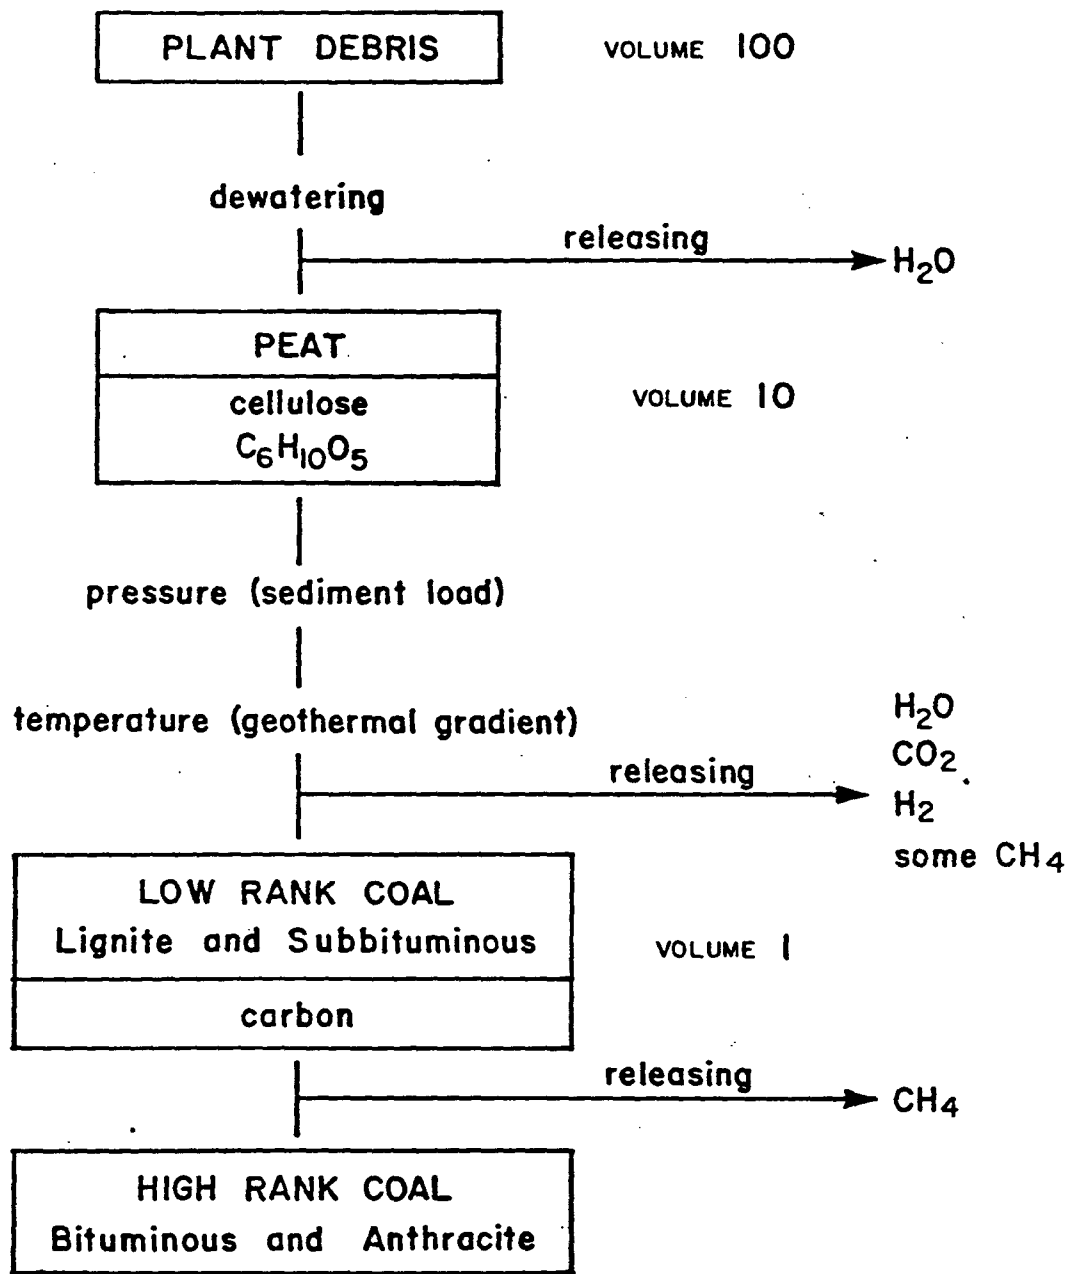 PLANT DEBRIS
VOLUME 100
dewatering
releasing
H₂O
PEAT
cellulose
C₆H₁₀O₅
VOLUME 10
pressure (sediment load)
temperature (geothermal gradient)
releasing
H₂O
CO₂
H₂
some CH₄
LOW RANK COAL
Lignite and Subbituminous
VOLUME 1
carbon
releasing
CH₄
HIGH RANK COAL
Bituminous and Anthracite